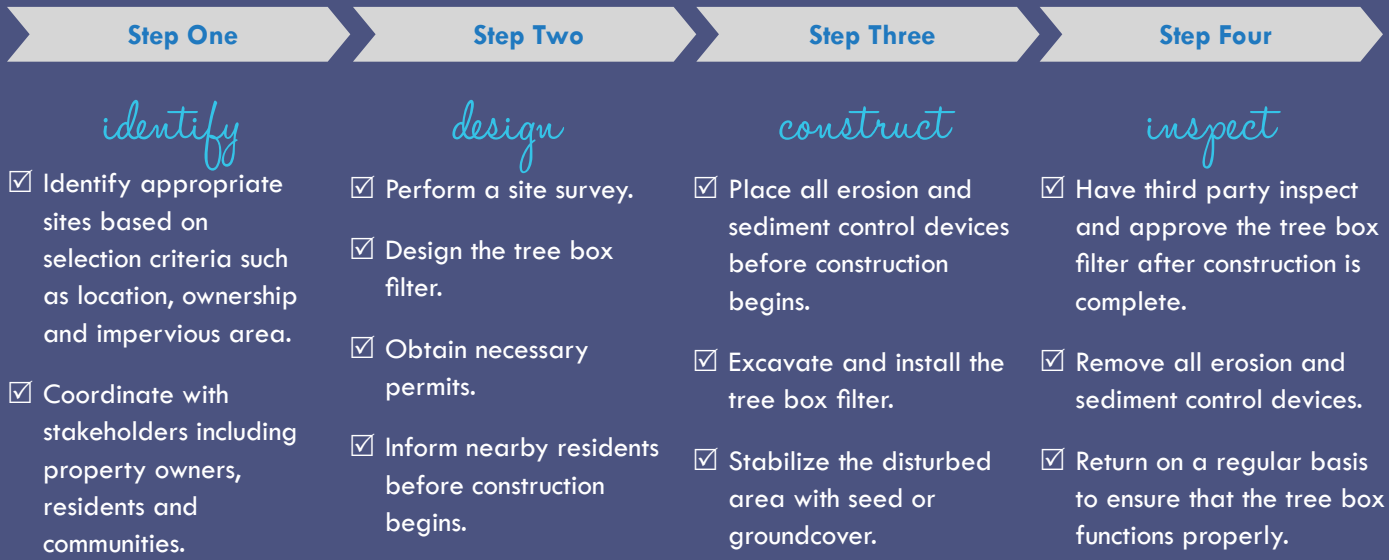 Step One
Step Two
Step Three
Step Four
identify
☑ Identify appropriate
sites based on
selection criteria such
as location, ownership
and impervious area.
☑ Coordinate with
stakeholders including
property owners,
residents and
communities.
design
☑ Perform a site survey.
☑ Design the tree box
filter.
☑ Obtain necessary
permits.
☑ Inform nearby residents
before construction
begins.
construct
☑ Place all erosion and
sediment control devices
before construction
begins.
☑ Excavate and install the
tree box filter.
☑ Stabilize the disturbed
area with seed or
groundcover.
inspect
☑ Have third party inspect
and approve the tree box
filter after construction is
complete.
☑ Remove all erosion and
sediment control devices.
☑ Return on a regular basis
to ensure that the tree box
functions properly.